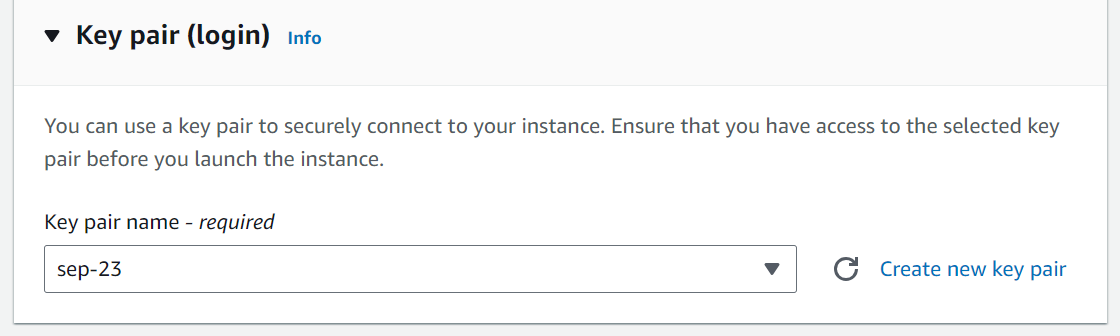 Key pair (login) Info
You can use a key pair to securely connect to your instance. Ensure that you have access to the selected key
pair before you launch the instance.
Key pair name - required
sep-23
Create new key pair